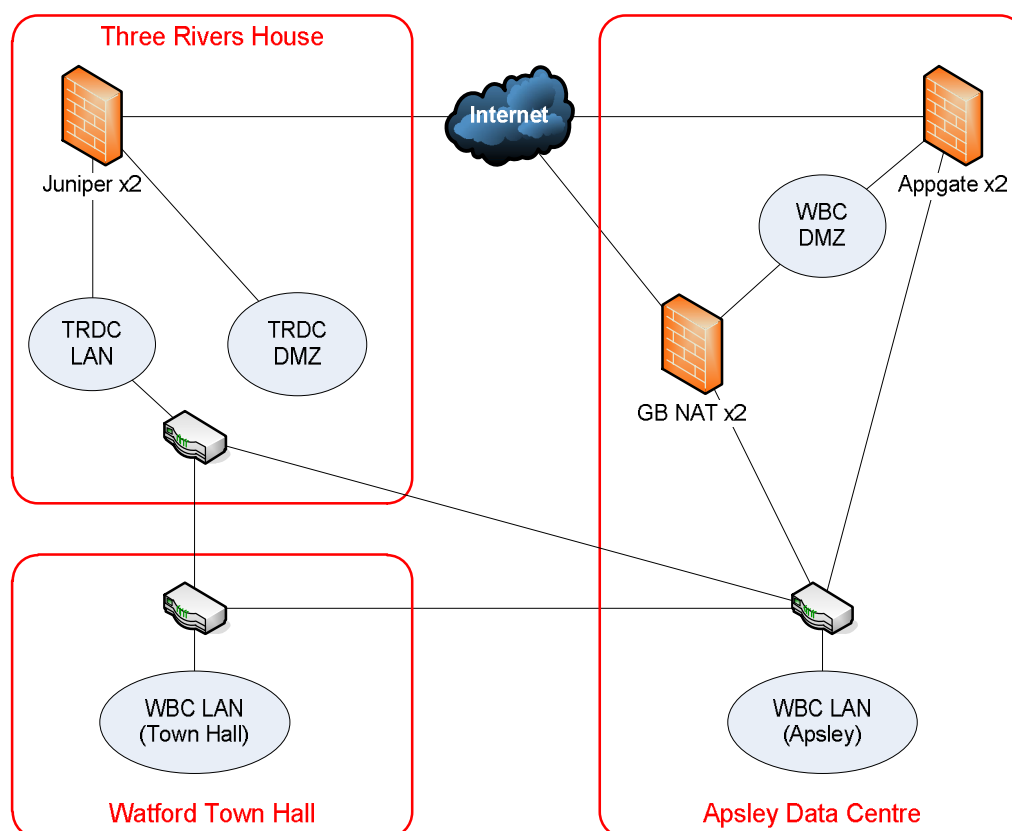 Three Rivers House
Internet
Juniper x2
Appgate x2
WBC
DMZ
TRDC
LAN
TRDC
DMZ
GB NAT x2
WBC LAN
(Town Hall)
WBC LAN
(Apsley)
Watford Town Hall
Apsley Data Centre